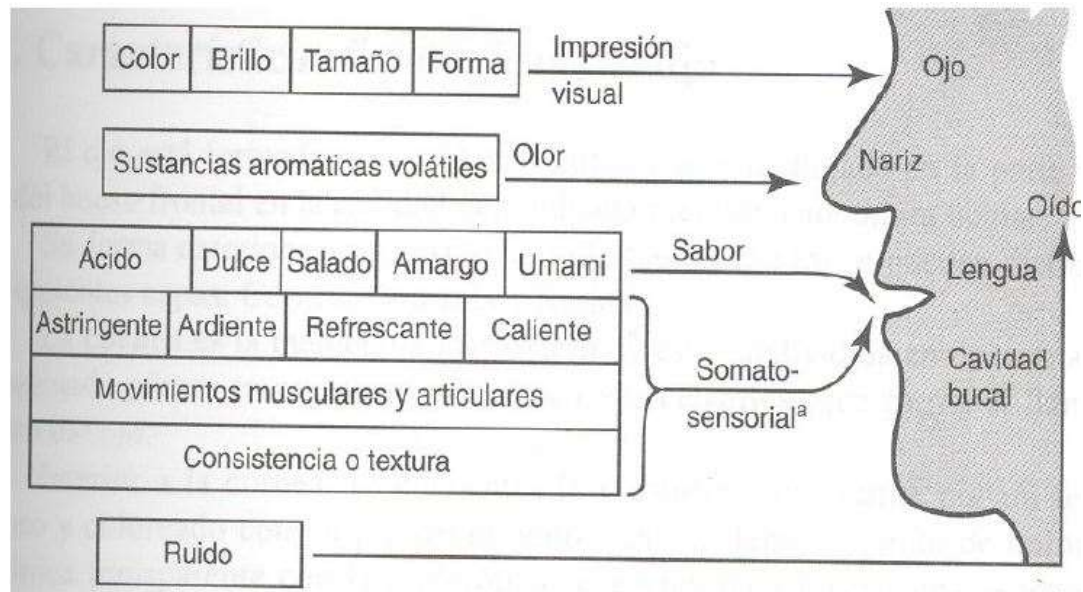 Color Brillo Tamaño Forma
Impresión
visual
Ojo
Sustancias aromáticas volátiles
Olor
Nariz
Oído
Ácido Dulce Salado Amargo Umami
Sabor
Lengua
Astringente Ardiente Refrescante Caliente
Movimientos musculares y articulares
Somato-
sensorialª
Cavidad
bucal
Consistencia o textura
Ruido